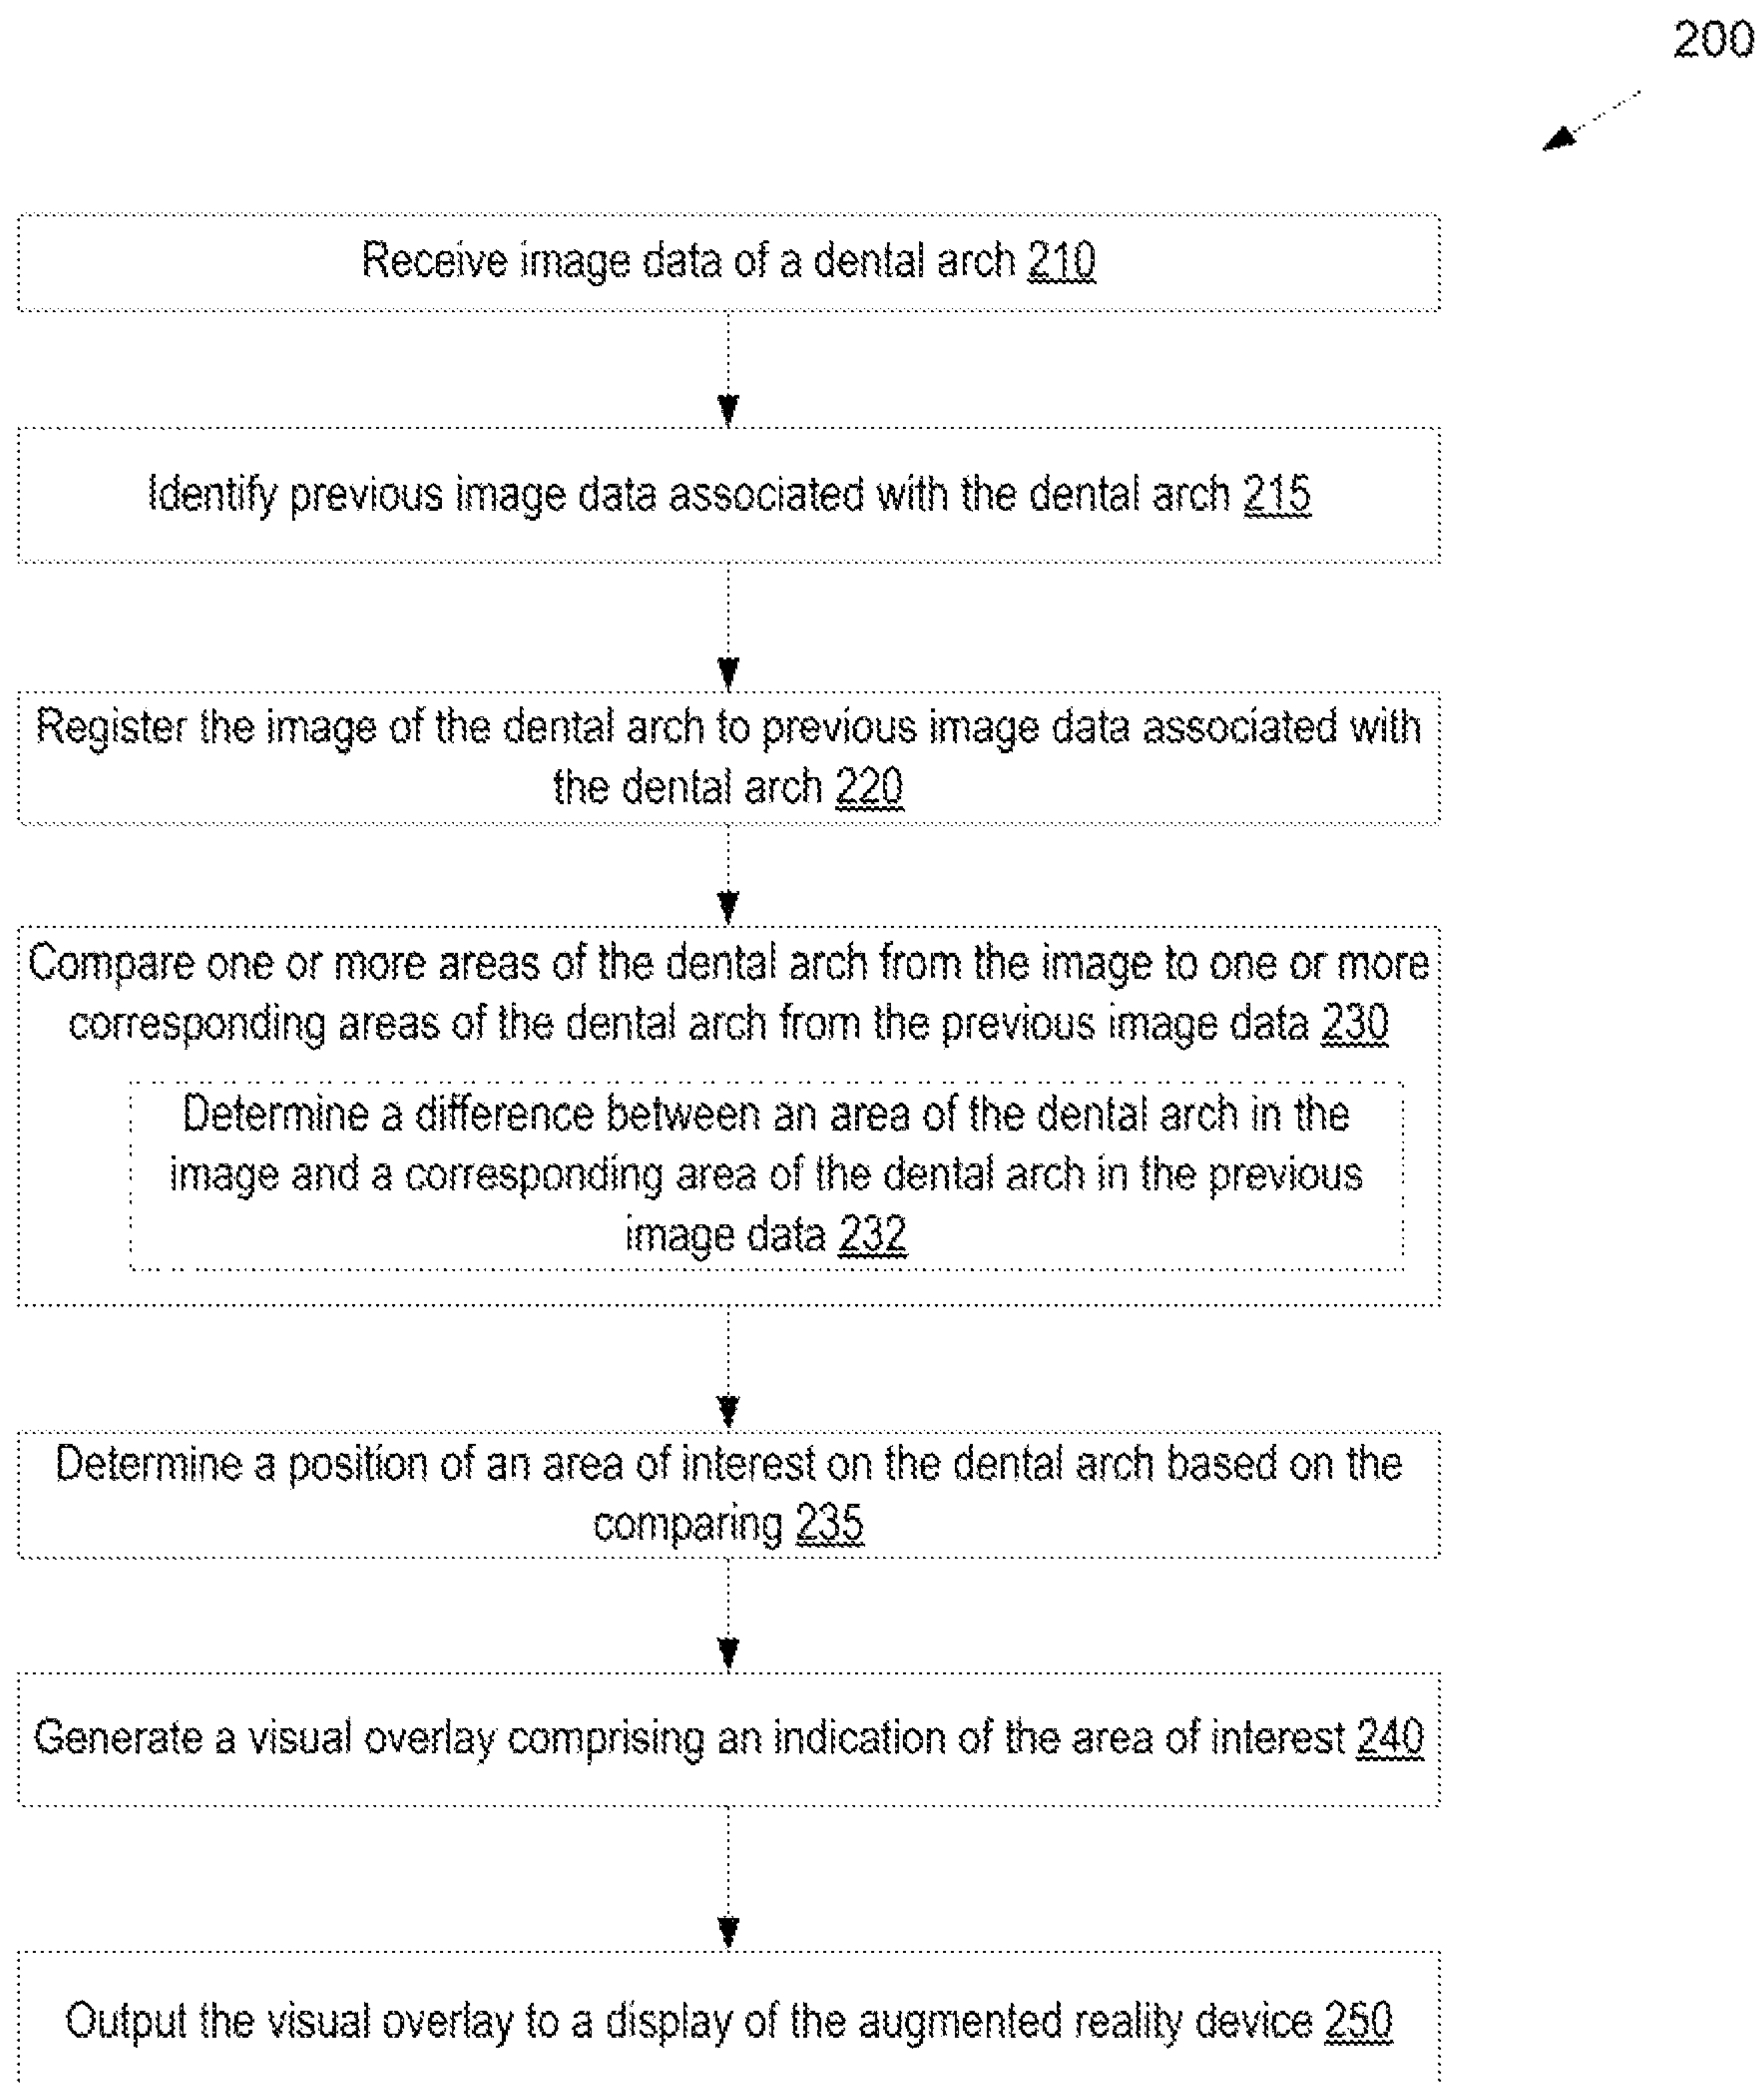 200
Receive image data of a dental arch 210
Identify previous image data associated with the dental arch 215
Register the image of the dental arch to previous image data associated with
the dental arch 220
Compare one or more areas of the dental arch from the image to one or more
corresponding areas of the dental arch from the previous image data 230
Determine a difference between an area of the dental arch in the
image and a corresponding area of the dental arch in the previous
image data 232
Determine a position of an area of interest on the dental arch based on the
comparing 235
Generate a visual overlay comprising an indication of the area of interest 240
Output the visual overlay to a display of the augmented reality device 250